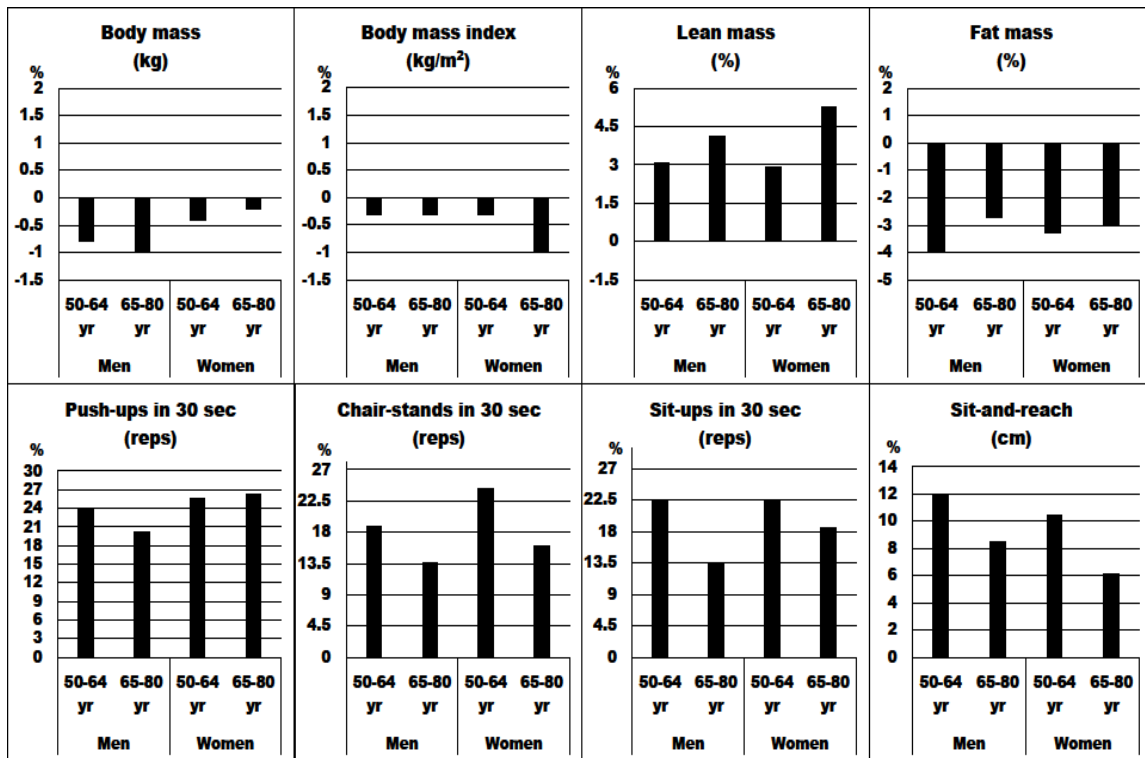 Body mass
(kg)
%
2
1.5
1
0.5
0
-0.5
-1
-1.5
50-64 65-80 50-64 65-80
yr yr yr yr
Men Women
Body mass index
(kg/m²)
%
2
1.5
1
0.5
0
-0.5
-1
-1.5
50-64 65-80 50-64 65-80
yr yr yr yr
Men Women
Lean mass
(%)
%
6
4.5
3
1.5
0
-1.5
50-64 65-80 50-64 65-80
yr yr yr yr
Men Women
Fat mass
(%)
%
2
1
0
-1
-2
-3
-4
-5
50-64 65-80 50-64 65-80
yr yr yr yr
Men Women
Push-ups in 30 sec
(reps)
%
30
27
24
21
18
15
12
9
6
3
0
50-64 65-80 50-64 65-80
yr yr yr yr
Men Women
Chair-stands in 30 sec
(reps)
%
27
22.5
18
13.5
9
4.5
0
50-64 65-80 50-64 65-80
yr yr yr yr
Men Women
Sit-ups in 30 sec
(reps)
%
27
22.5
18
13.5
9
4.5
0
50-64 65-80 50-64 65-80
yr yr yr yr
Men Women
Sit-and-reach
(cm)
%
14
12
10
8
6
4
2
0
50-64 65-80 50-64 65-80
yr yr yr yr
Men Women